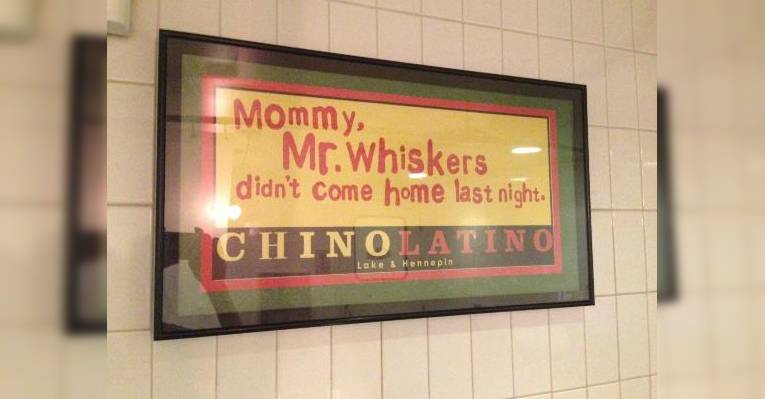 Mommy,
Mr. Whiskers
didn't come home last night.
CHINOLATINO
Lake & Hennepin